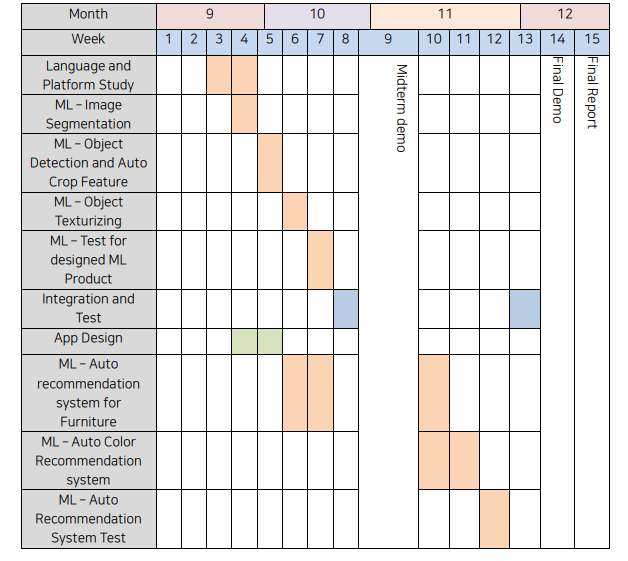 Month 9 10 11 12
Week 1 2 3 4 5 6 7 8 9 10 11 12 13 14 15
Language and
Platform Study
ML – Image
Segmentation
ML – Object
Detection and Auto
Crop Feature
ML – Object
Texturizing
ML – Test for
designed ML
Product
Integration and
Test
App Design
ML – Auto
recommendation
system for
Furniture
ML – Auto Color
Recommendation
system
ML – Auto
Recommendation
System Test
Midterm demo
Final Demo
Final Report